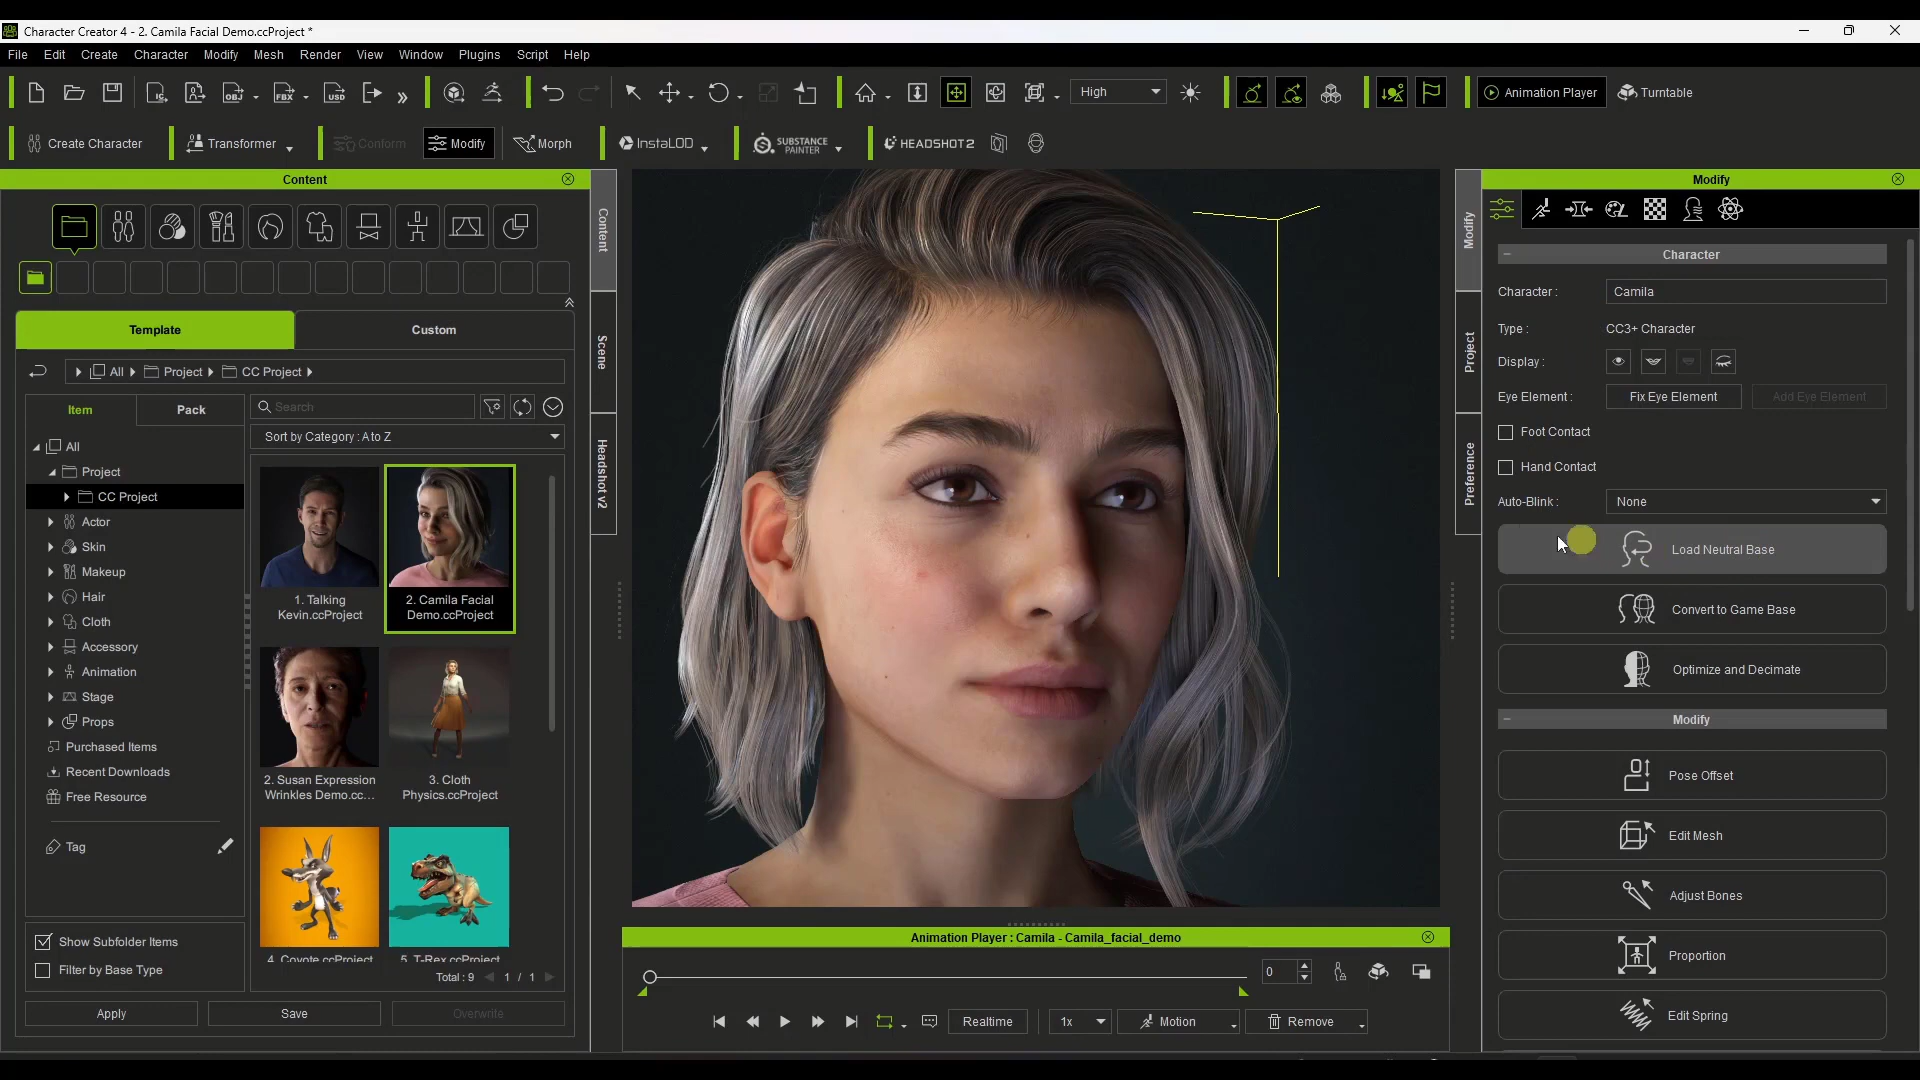 Character Creator 4 - 2. Camila Facial Demo.ccProject *
File Edit Create Character Modify Mesh Render View Window Plugins Script Help
OBJ FBX USD High Animation Player Turntable
Create Character Transformer Conform Modify Morph InstaLOD SUBSTANCE PAINTER HEADSHOT 2
Content
Template Custom
All Project CC Project
Item Pack
Search
Sort by Category : A to Z
All
Project
CC Project
Actor
Skin
Makeup
Hair
Cloth
Accessory
Animation
Stage
Props
Purchased Items
Recent Downloads
Free Resource
Tag
Show Subfolder Items
Filter by Base Type
1. Talking
Kevin.ccProject
2. Camila Facial
Demo.ccProject
2. Susan Expression
Wrinkles Demo.cc...
3. Cloth
Physics.ccProject
4. Coyote.ccProject
5. T-Rex.ccProject
Total : 9 1 / 1
Apply Save Overwrite
Content
Scene
Headshot v2
Animation Player : Camila - Camila_facial_demo
0
Realtime 1x Motion Remove
Modify
Project
Preference
Modify
Character
Character : Camila
Type : CC3+ Character
Display :
Eye Element : Fix Eye Element Add Eye Element
Foot Contact
Hand Contact
Auto-Blink : None
Load Neutral Base
Convert to Game Base
Optimize and Decimate
Modify
Pose Offset
Edit Mesh
Adjust Bones
Proportion
Edit Spring